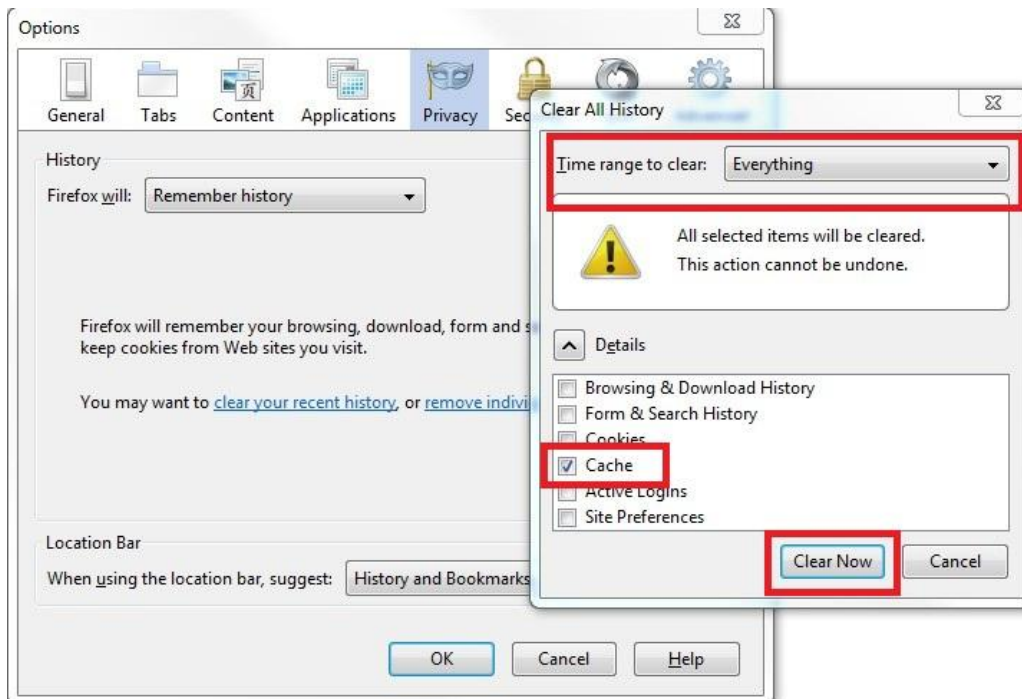 Options
General Tabs Content Applications Privacy Sec
页
History
Firefox will: Remember history
Firefox will remember your browsing, download, form and s
keep cookies from Web sites you visit.
You may want to clear your recent history, or remove indivi
Location Bar
When using the location bar, suggest: History and Bookmarks
OK Cancel Help
Clear All History
Time range to clear: Everything
All selected items will be cleared.
This action cannot be undone.
Details
Browsing & Download History
Form & Search History
Cookies
Cache
Active Logins
Site Preferences
Clear Now Cancel